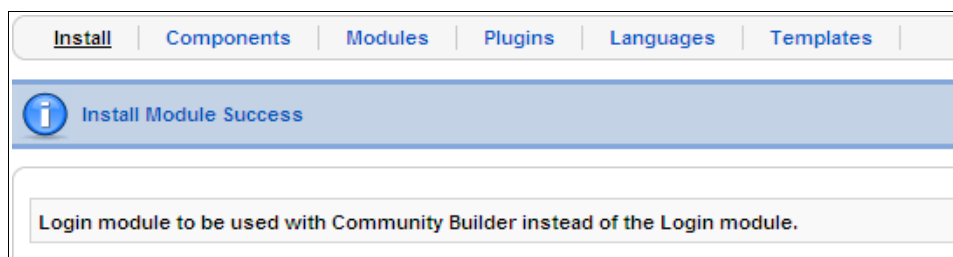 Install Components Modules Plugins Languages Templates
Install Module Success
Login module to be used with Community Builder instead of the Login module.